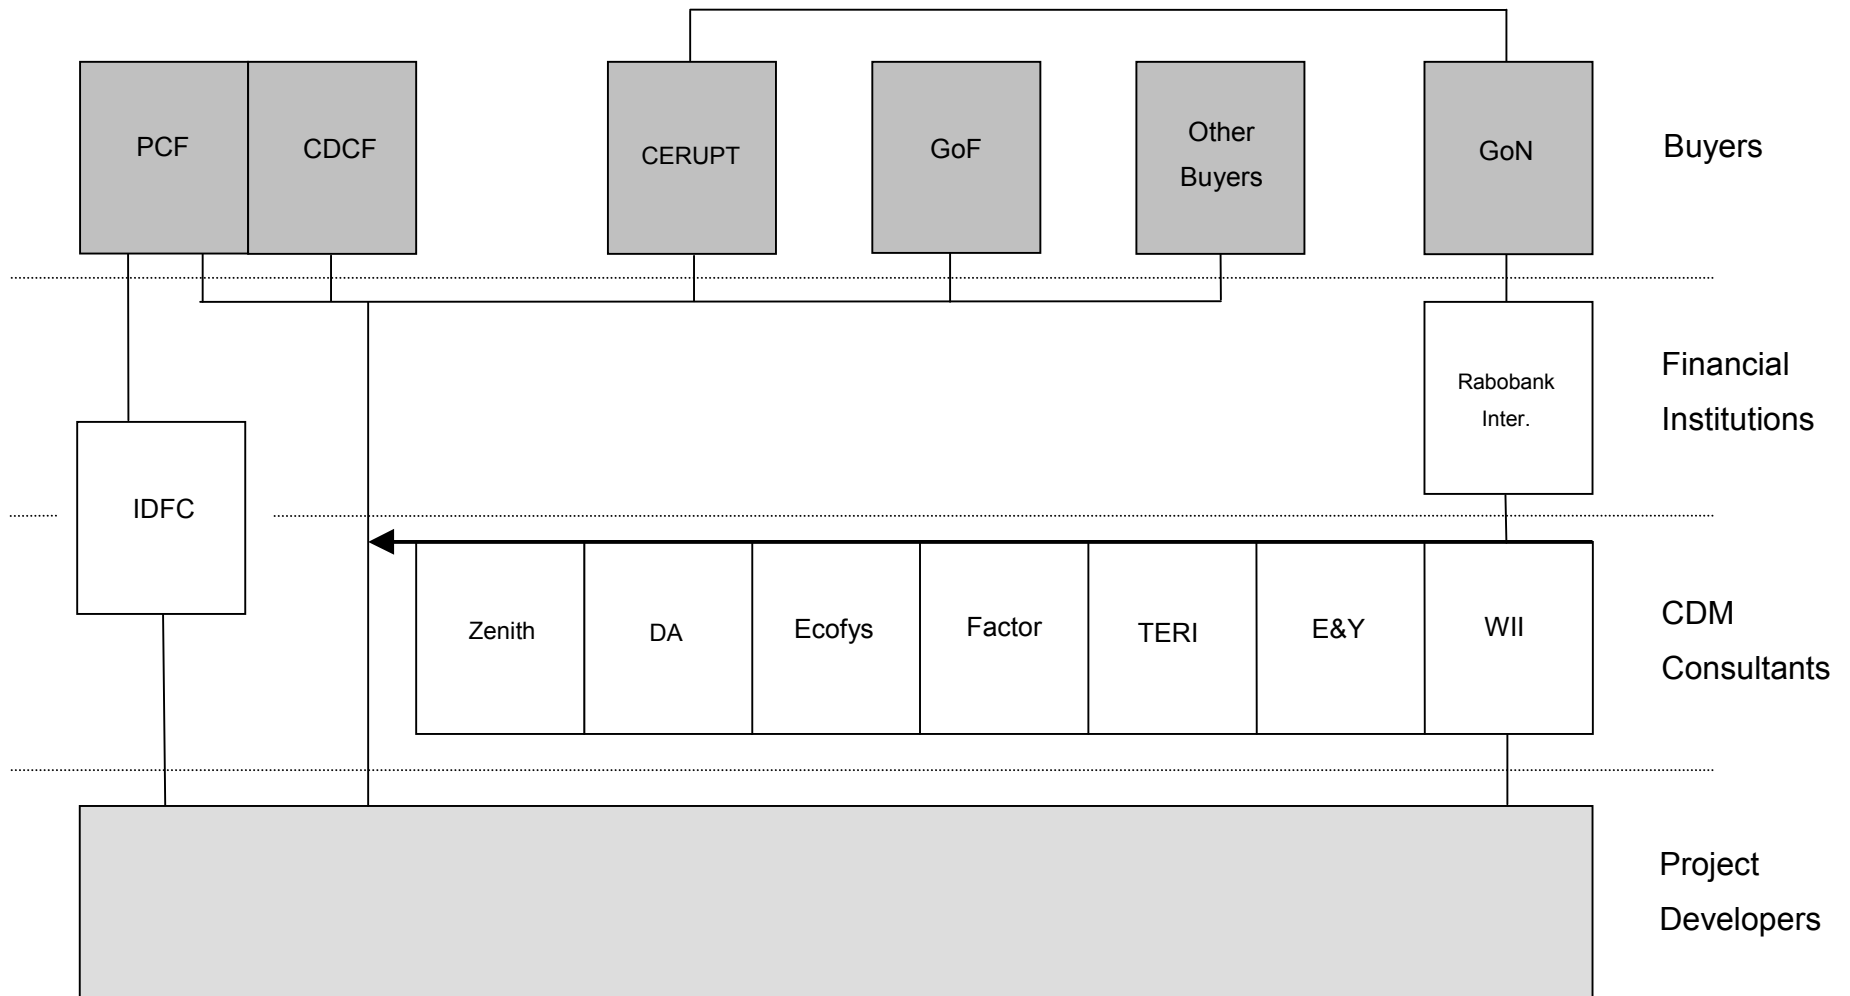 PCF
CDCF
CERUPT
GoF
Other
Buyers
GoN
Buyers
Rabobank
Inter.
Financial
Institutions
IDFC
Zenith
DA
Ecofys
Factor
TERI
E&Y
WII
CDM
Consultants
Project
Developers